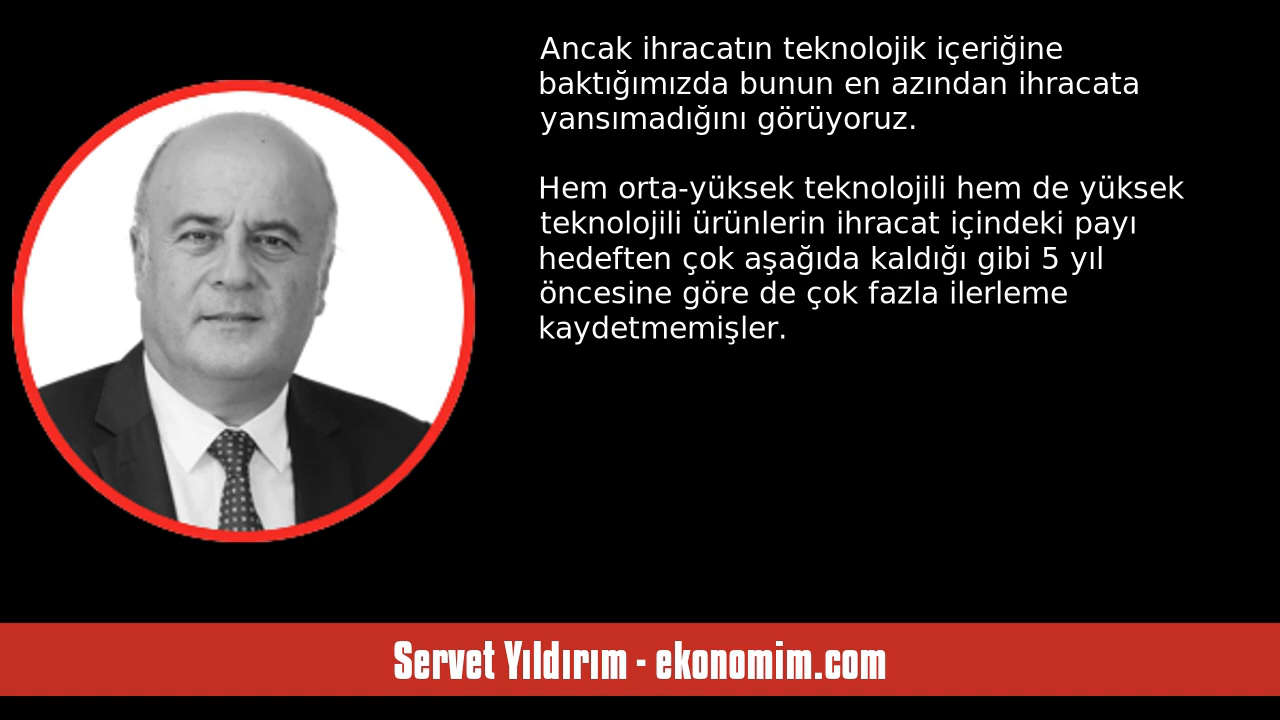 Ancak ihracatın teknolojik içeriğine
baktığımızda bunun en azından ihracata
yansımadığını görüyoruz.
Hem orta-yüksek teknolojili hem de yüksek
teknolojili ürünlerin ihracat içindeki payı
hedeften çok aşağıda kaldığı gibi 5 yıl
öncesine göre de çok fazla ilerleme
kaydetmemişler.
Servet Yıldırım - ekonomim.com